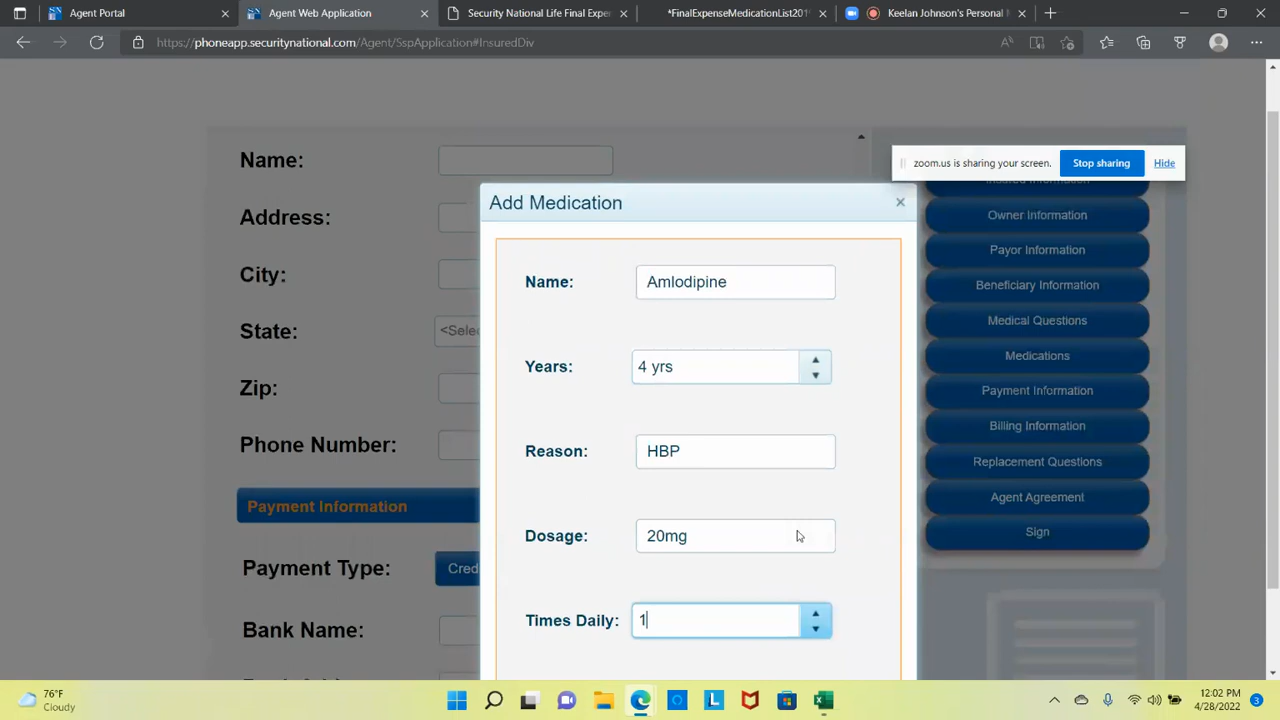 Agent Portal
Agent Web Application
Security National Life Final Expe
*FinalExpenseMedicationList201
Keelan Johnson's Personal M
https://phoneapp.securitynational.com/Agent/SspApplication#InsuredDiv
zoom.us is sharing your screen.
Stop sharing
Hide
Name:
Address:
City:
State:
<Selec
Zip:
Phone Number:
Payment Information
Payment Type:
Cred
Bank Name:
Add Medication
Name:
Amlodipine
Years:
4 yrs
Reason:
HBP
Dosage:
20mg
Times Daily:
1
Insured Information
Owner Information
Payor Information
Beneficiary Information
Medical Questions
Medications
Payment Information
Billing Information
Replacement Questions
Agent Agreement
Sign
76°F
Cloudy
12:02 PM
4/28/2022
3